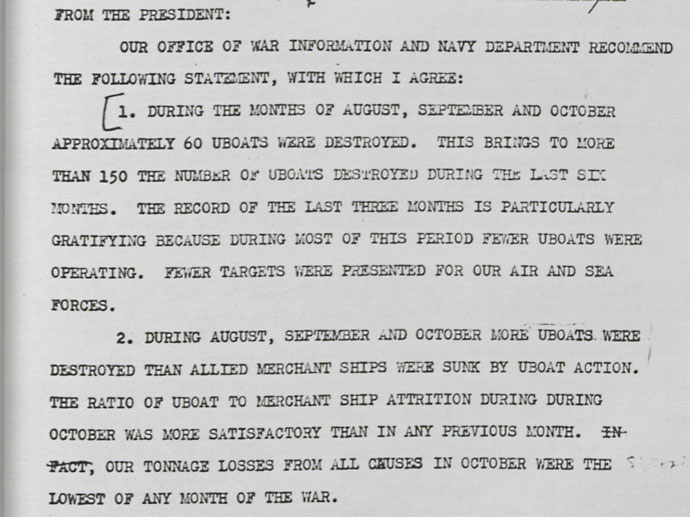 FROM THE PRESIDENT:
OUR OFFICE OF WAR INFORMATION AND NAVY DEPARTMENT RECOMMEND
THE FOLLOWING STATEMENT, WITH WHICH I AGREE:
1. DURING THE MONTHS OF AUGUST, SEPTEMBER AND OCTOBER
APPROXIMATELY 60 UBOATS WERE DESTROYED. THIS BRINGS TO MORE
THAN 150 THE NUMBER OF UBOATS DESTROYED DURING THE LAST SIX
MONTHS. THE RECORD OF THE LAST THREE MONTHS IS PARTICULARLY
GRATIFYING BECAUSE DURING MOST OF THIS PERIOD FEWER UBOATS WERE
OPERATING. FEWER TARGETS WERE PRESENTED FOR OUR AIR AND SEA
FORCES.
2. DURING AUGUST, SEPTEMBER AND OCTOBER MORE UBOATS WERE
DESTROYED THAN ALLIED MERCHANT SHIPS WERE SUNK BY UBOAT ACTION.
THE RATIO OF UBOAT TO MERCHANT SHIP ATTRITION DURING DURING
OCTOBER WAS MORE SATISFACTORY THAN IN ANY PREVIOUS MONTH. IN
FACT, OUR TONNAGE LOSSES FROM ALL CAUSES IN OCTOBER WERE THE
LOWEST OF ANY MONTH OF THE WAR.